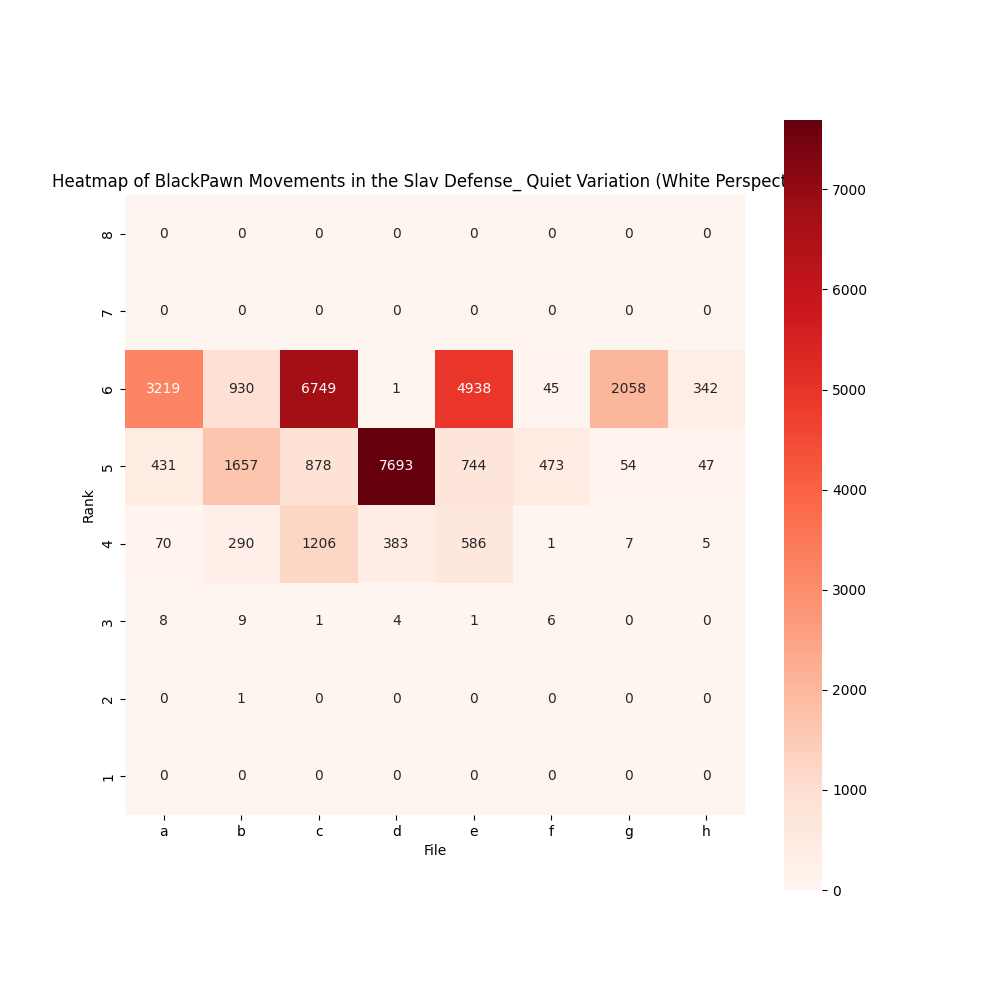 Heatmap of BlackPawn Movements in the Slav Defense_ Quiet Variation (White Perspect
8 0 0 0 0 0 0 0 0
7 0 0 0 0 0 0 0 0
6 3219 930 6749 1 4938 45 2058 342
5 431 1657 878 7693 744 473 54 47
4 70 290 1206 383 586 1 7 5
3 8 9 1 4 1 6 0 0
2 0 1 0 0 0 0 0 0
1 0 0 0 0 0 0 0 0
a b c d e f g h
File
Rank
7000
6000
5000
4000
3000
2000
1000
0